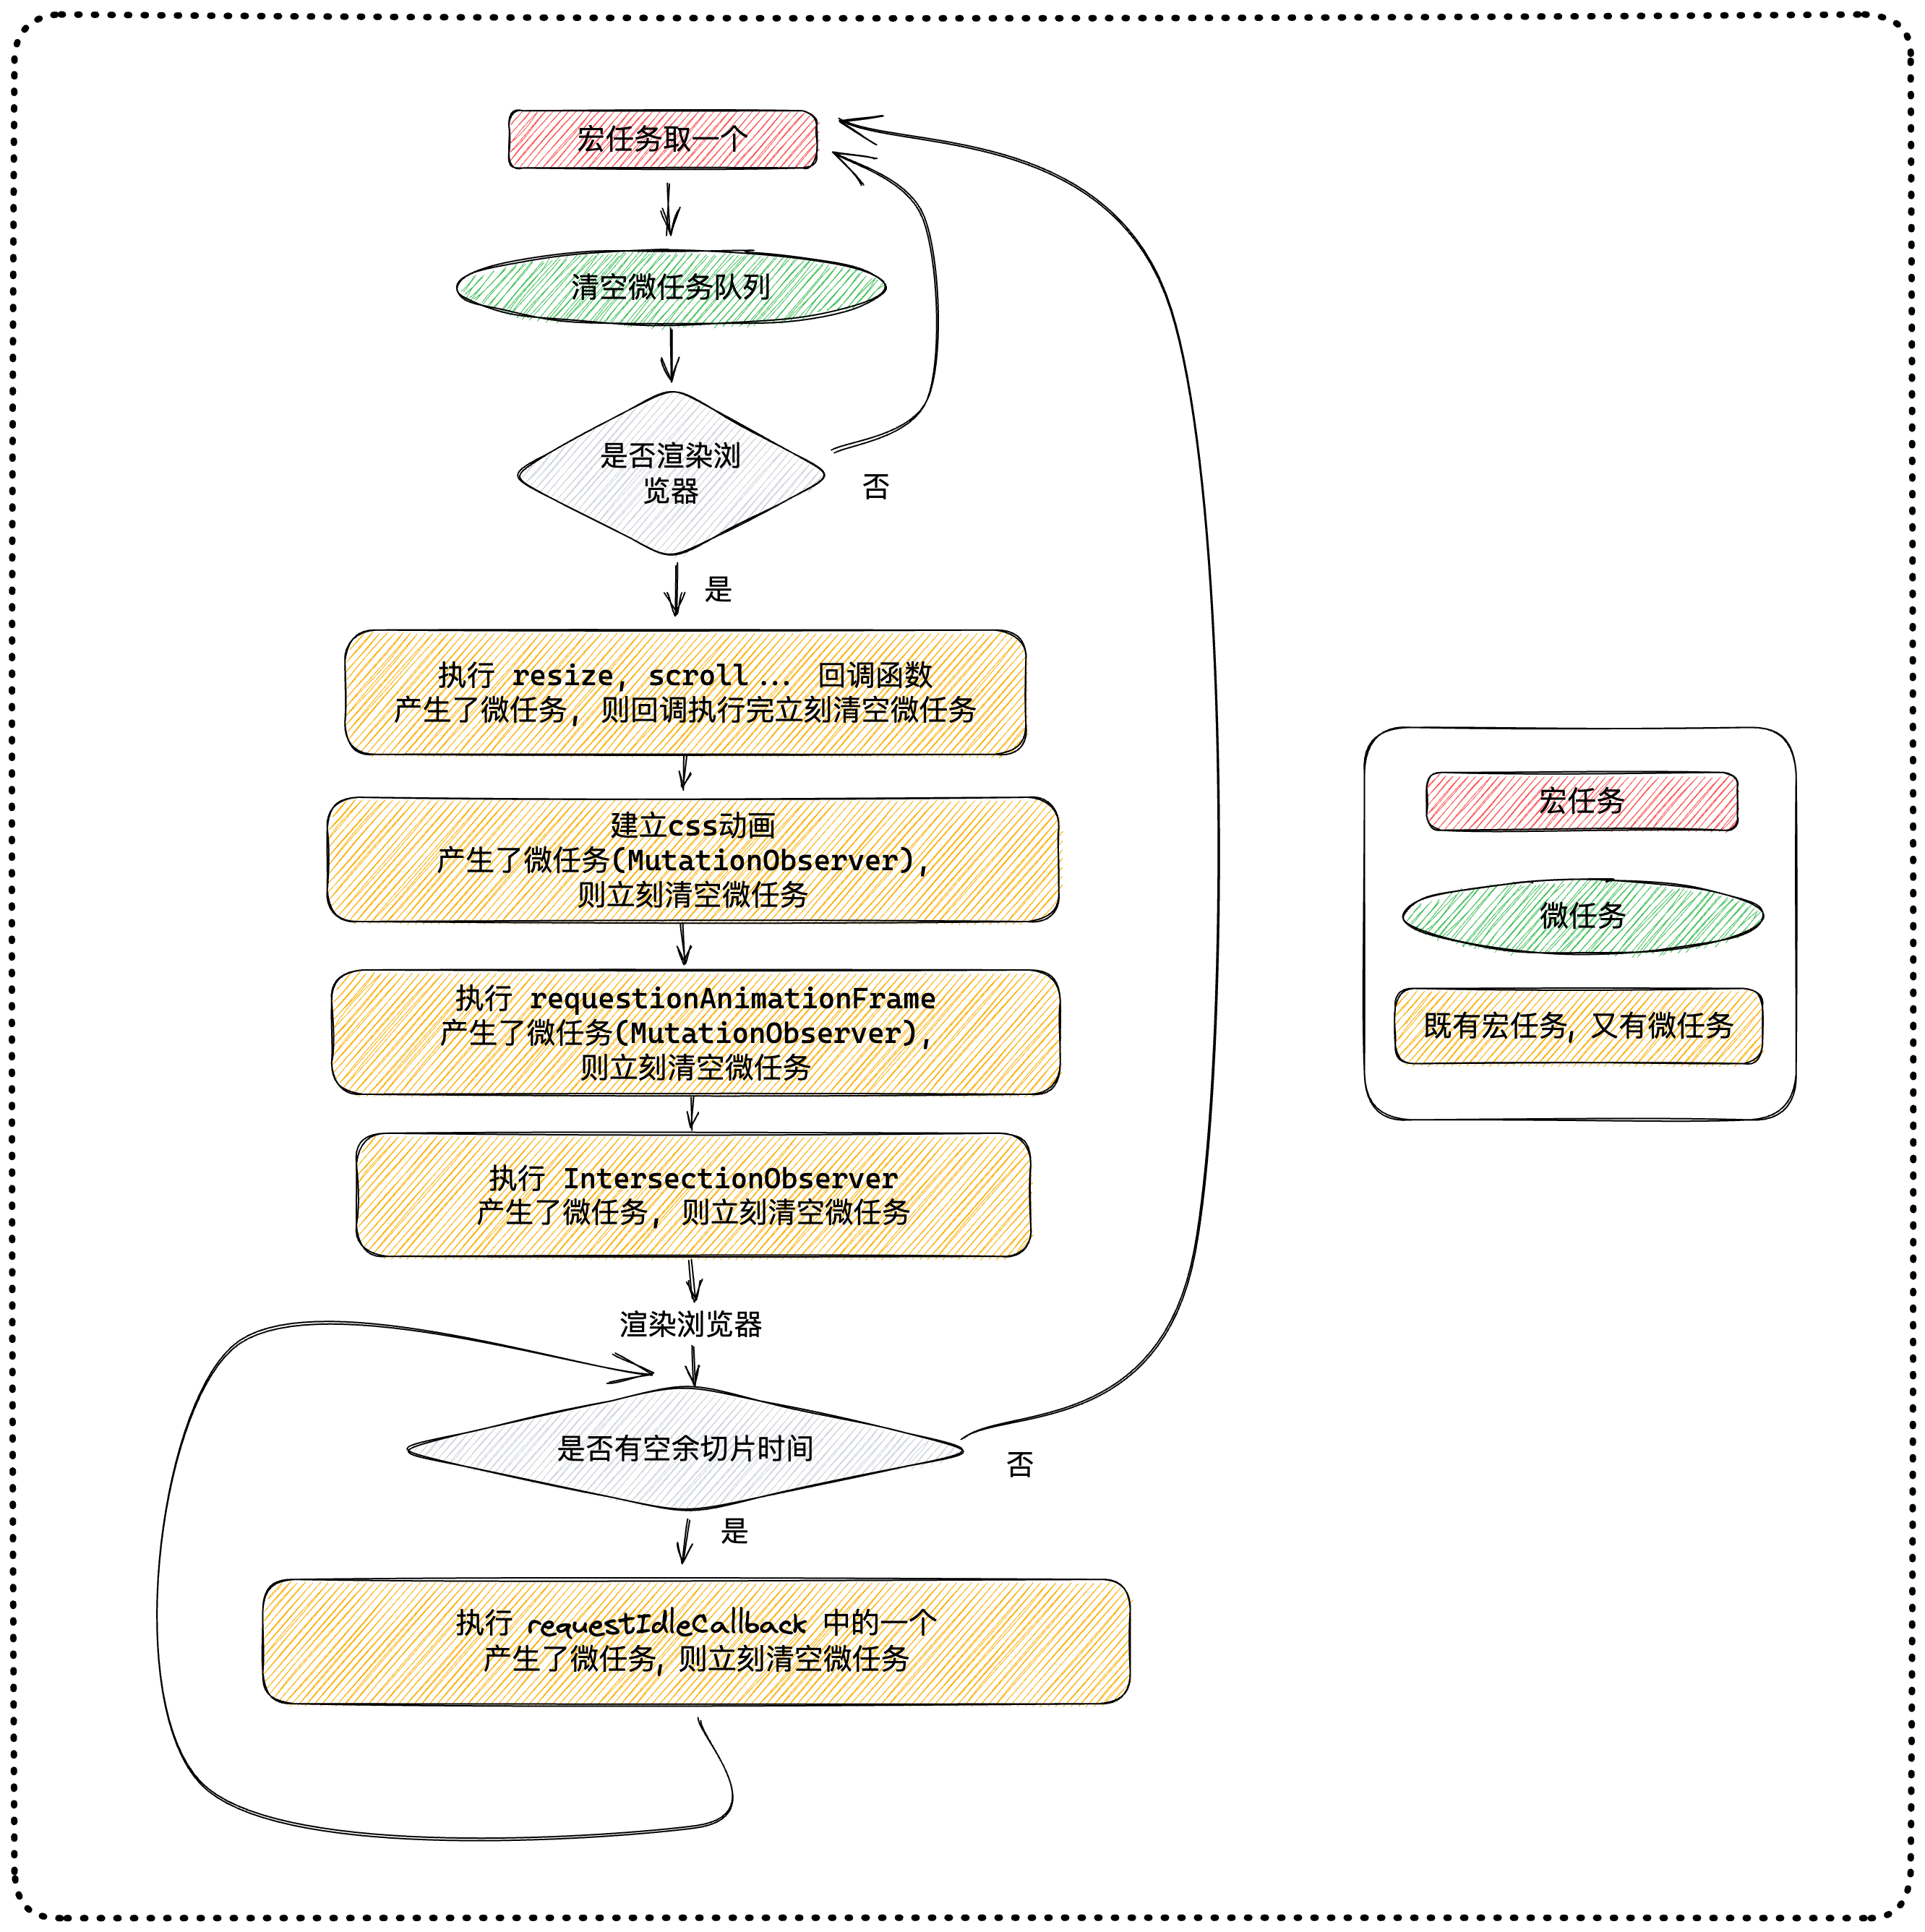 宏任务取一个
清空微任务队列
是否渲染浏
览器
否
是
执行 resize, scroll... 回调函数
产生了微任务, 则回调执行完立刻清空微任务
建立css动画
产生了微任务(MutationObserver),
则立刻清空微任务
执行 requestionAnimationFrame
产生了微任务(MutationObserver),
则立刻清空微任务
执行 IntersectionObserver
产生了微任务, 则立刻清空微任务
渲染浏览器
是否有空余切片时间
否
是
执行 requestIdleCallback 中的一个
产生了微任务, 则立刻清空微任务
宏任务
微任务
既有宏任务, 又有微任务